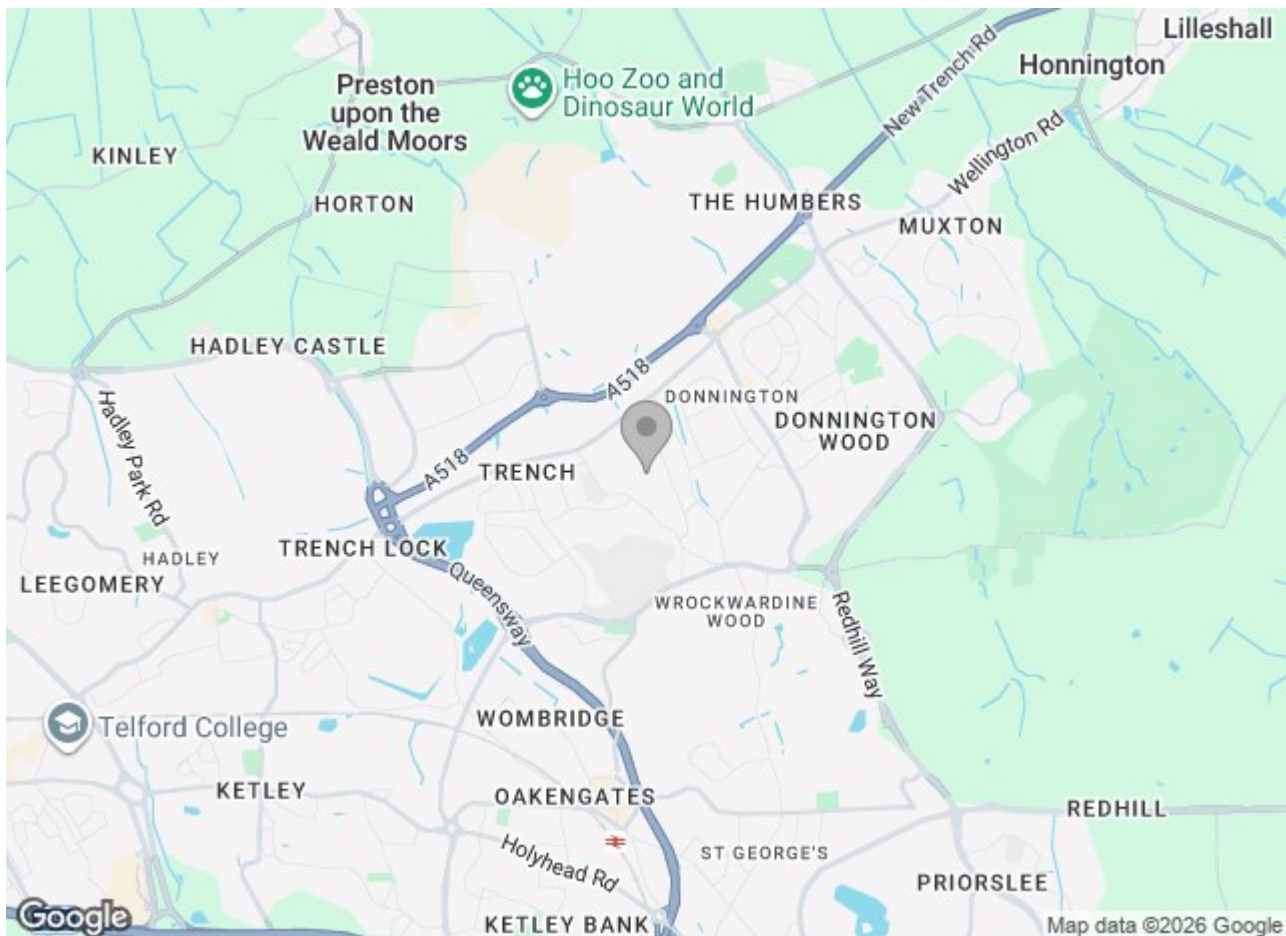 Lilleshall
Honnington
Preston
upon the
Weald Moors
Hoo Zoo and
Dinosaur World
New Trench Rd
Wellington Rd
KINLEY
HORTON
THE HUMBERS
MUXTON
HADLEY CASTLE
A518
DONNINGTON
DONNINGTON
WOOD
Hadley Park Rd
A518
TRENCH
TRENCH LOCK
HADLEY
LEEGOMERY
Queensway
WROCKWARDINE
WOOD
Redhill Way
Telford College
WOMBRIDGE
KETLEY
OAKENGATES
REDHILL
Holyhead Rd
ST GEORGE'S
PRIORSLEE
KETLEY BANK
Google
Map data ©2026 Google